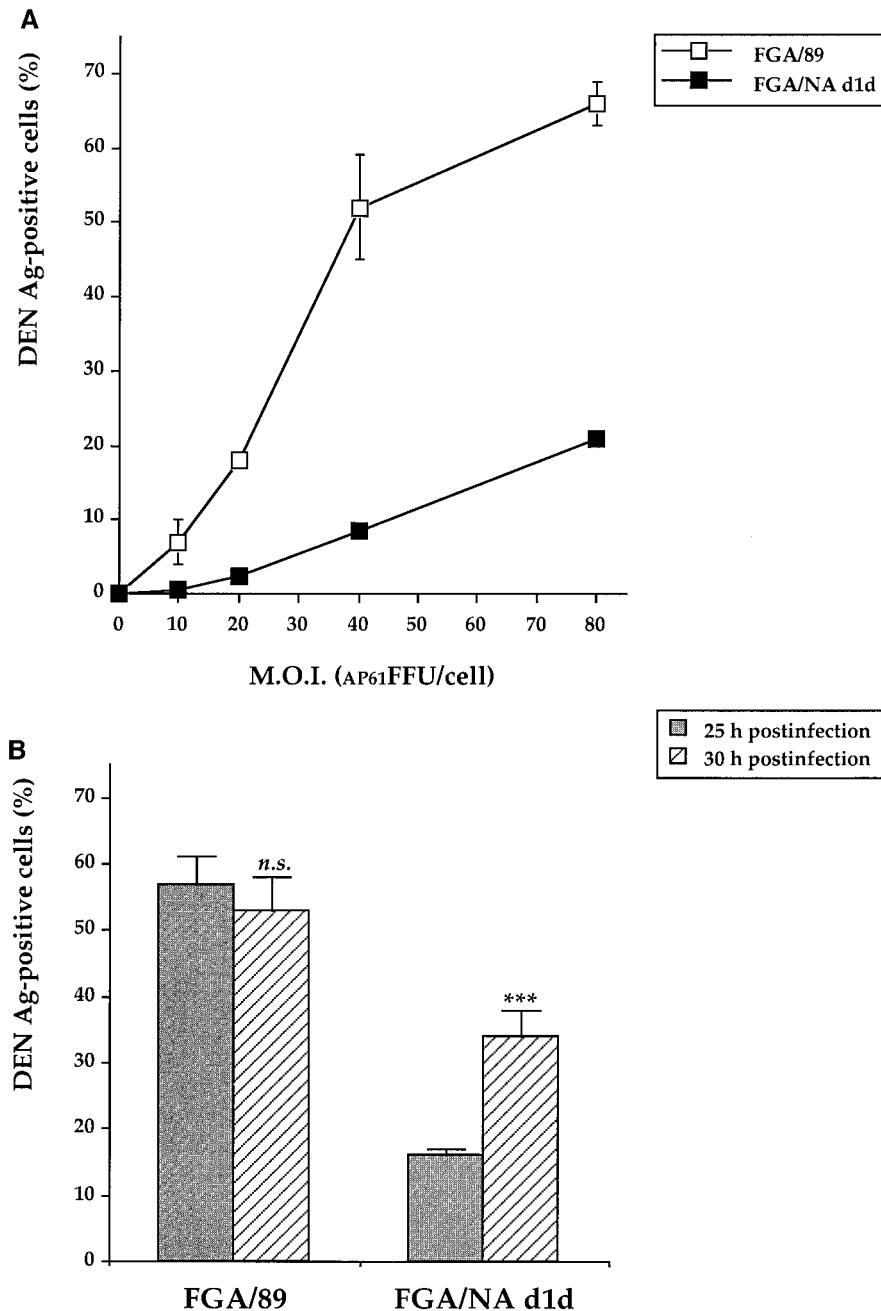 A
FGA/89
FGA/NA d1d
DEN Ag-positive cells (%)
70
60
50
40
30
20
10
0
0 10 20 30 40 50 60 70 80
M.O.I. (AP61FFU/cell)
25 h postinfection
30 h postinfection
B
DEN Ag-positive cells (%)
70
60
50
40
30
20
10
0
n.s.
***
FGA/89 FGA/NA d1d